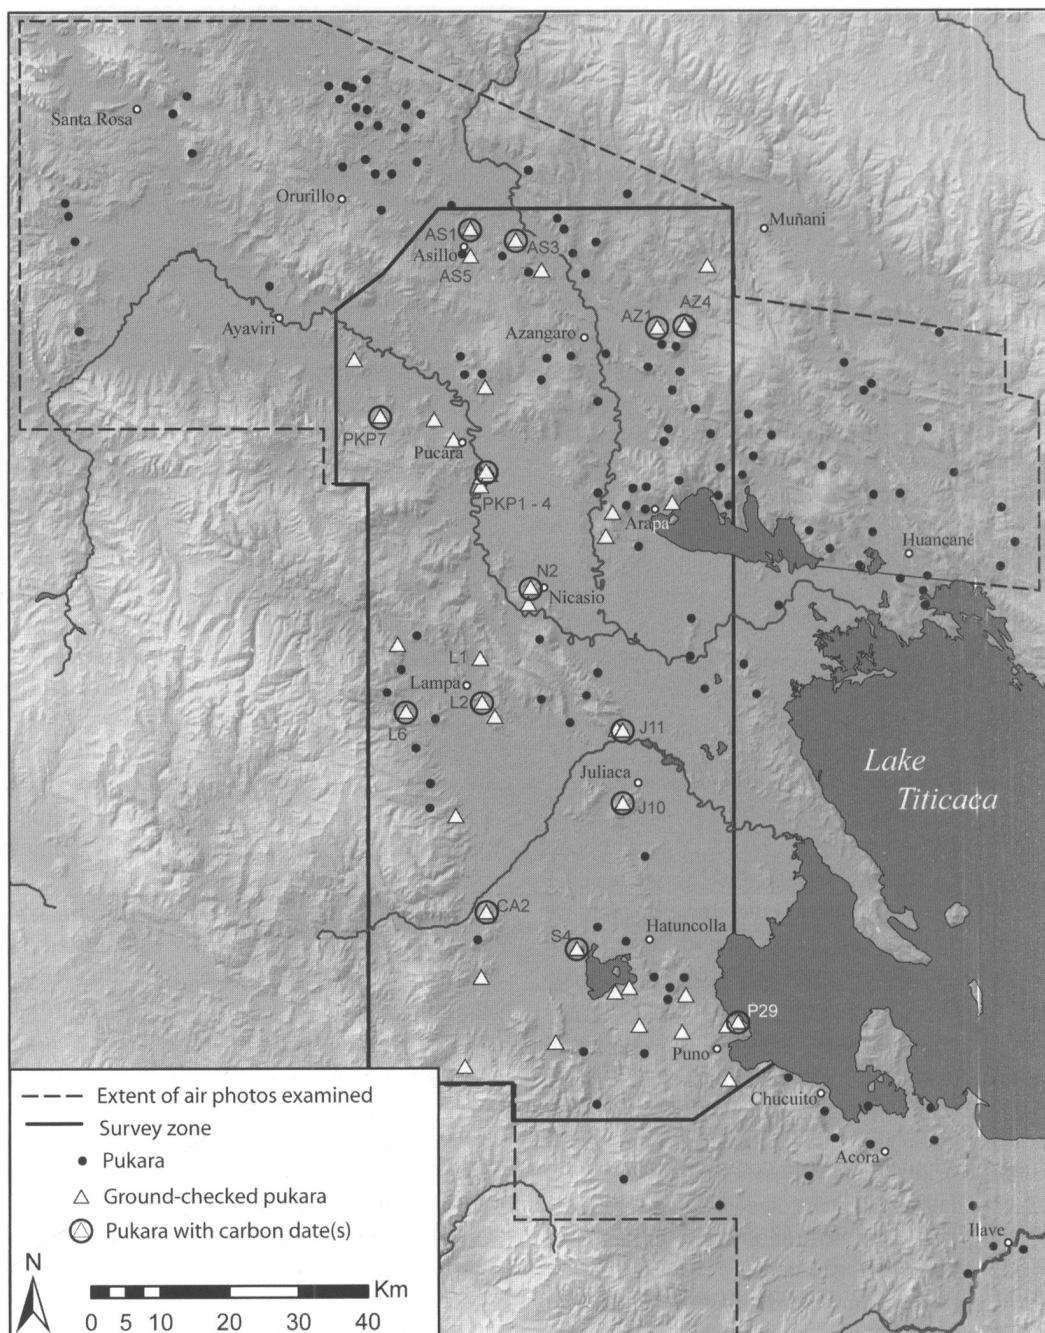 Santa Rosa
Orurillo
Muñani
AS1
AS3
Asillo
AS5
AZ4
AZ1
Ayaviri
Azangaro
PKP7
Pucara
PKP1 - 4
Arapa
Huancané
N2
Nicasio
L1
Lampa
L2
L6
J11
Juliaca
J10
Lake
Titicaca
CA2
Hatuncolla
S4
P29
Puno
Chucuito
Acora
Ilave
Extent of air photos examined
Survey zone
Pukara
Ground-checked pukara
Pukara with carbon date(s)
N
Km
0 5 10 20 30 40